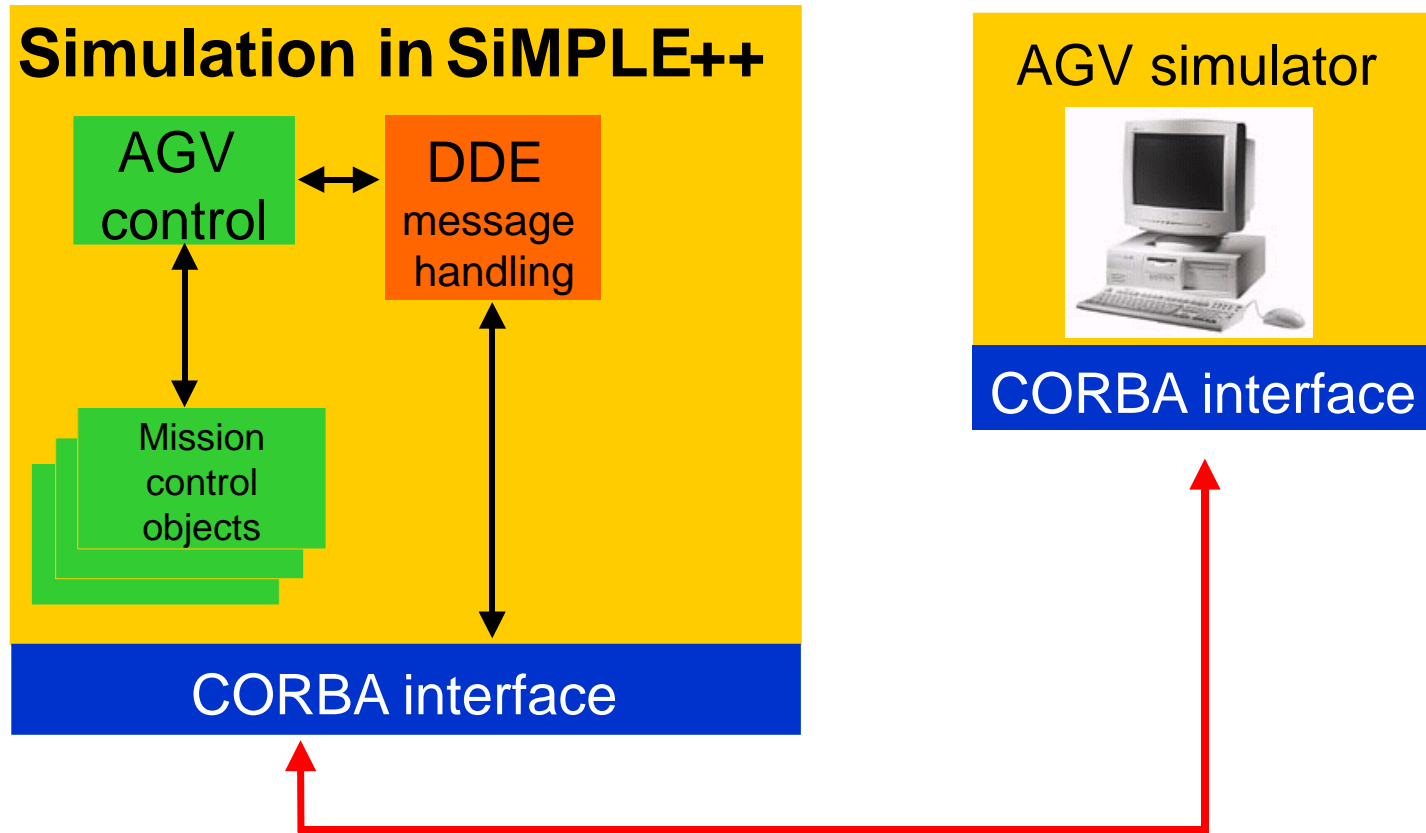 Simulation in SiMPLE++
AGV
control
DDE
message
handling
Mission
control
objects
CORBA interface
AGV simulator
CORBA interface